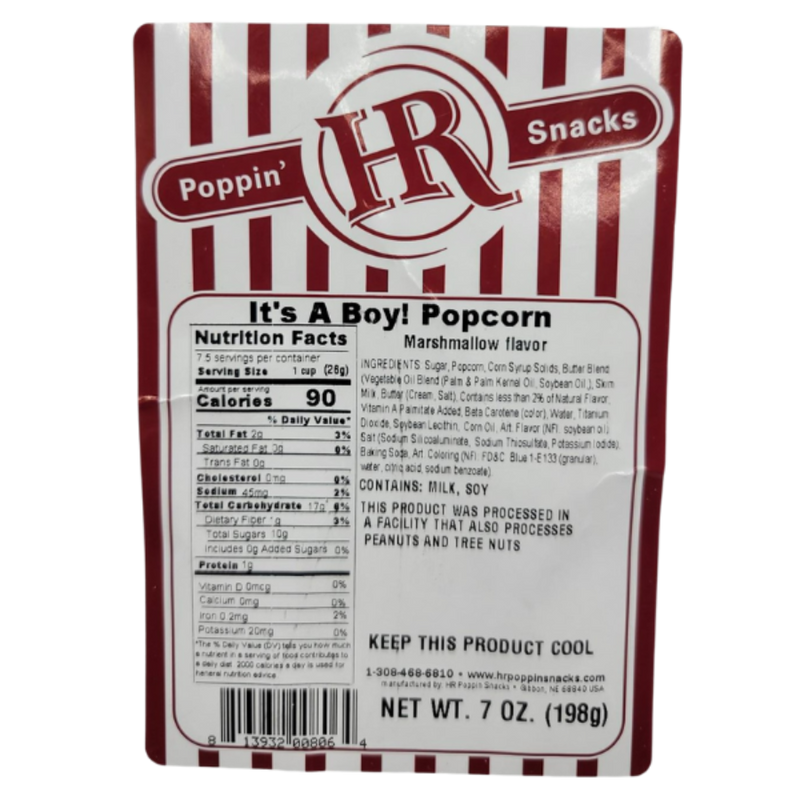 Poppin' HR Snacks
It's A Boy! Popcorn
Nutrition Facts
7.5 servings per container
Serving Size 1 cup (26g)
Amount per serving
Calories 90
% Daily Value*
Total Fat 2g 3%
Saturated Fat 0g 0%
Trans Fat 0g
Cholesterol 0mg 0%
Sodium 45mg 2%
Total Carbohydrate 17g 6%
Dietary Fiber 1g 3%
Total Sugars 10g
Includes 0g Added Sugars 0%
Protein 1g
Vitamin D 0mcg 0%
Calcium 0mg 0%
Iron 0.2mg 2%
Potassium 20mg 0%
*The % Daily Value (DV) tells you how much
a nutrient in a serving of food contributes to
a daily diet. 2000 calories a day is used for
heneral nutrition advice.
8 13932 00806 4
Marshmallow flavor
INGREDIENTS: Sugar, Popcorn, Corn Syrup Solids, Butter Blend
(Vegetable Oil Blend (Palm & Palm Kernel Oil, Soybean Oil,), Skim
Milk, Butter (Cream, Salt), Contains less than 2% of Natural Flavor,
Vitamin A Palmitate Added, Beta Carotene (color), Water, Titanium
Dioxide, Soybean Lecithin, Corn Oil, Art. Flavor (NFI: soybean oil)
Salt (Sodium Silicoaluminate, Sodium Thiosulfate, Potassium Iodide),
Baking Soda, Art. Coloring (NFI: FD&C Blue 1-E133 (granular),
water, citric acid, sodium benzoate).
CONTAINS: MILK, SOY
THIS PRODUCT WAS PROCESSED IN
A FACILITY THAT ALSO PROCESSES
PEANUTS AND TREE NUTS
KEEP THIS PRODUCT COOL
1-308-468-6810 • www.hrpoppinsnacks.com
manufactured by: HR Poppin Snacks • Gibbon, NE 68840 USA
NET WT. 7 OZ. (198g)